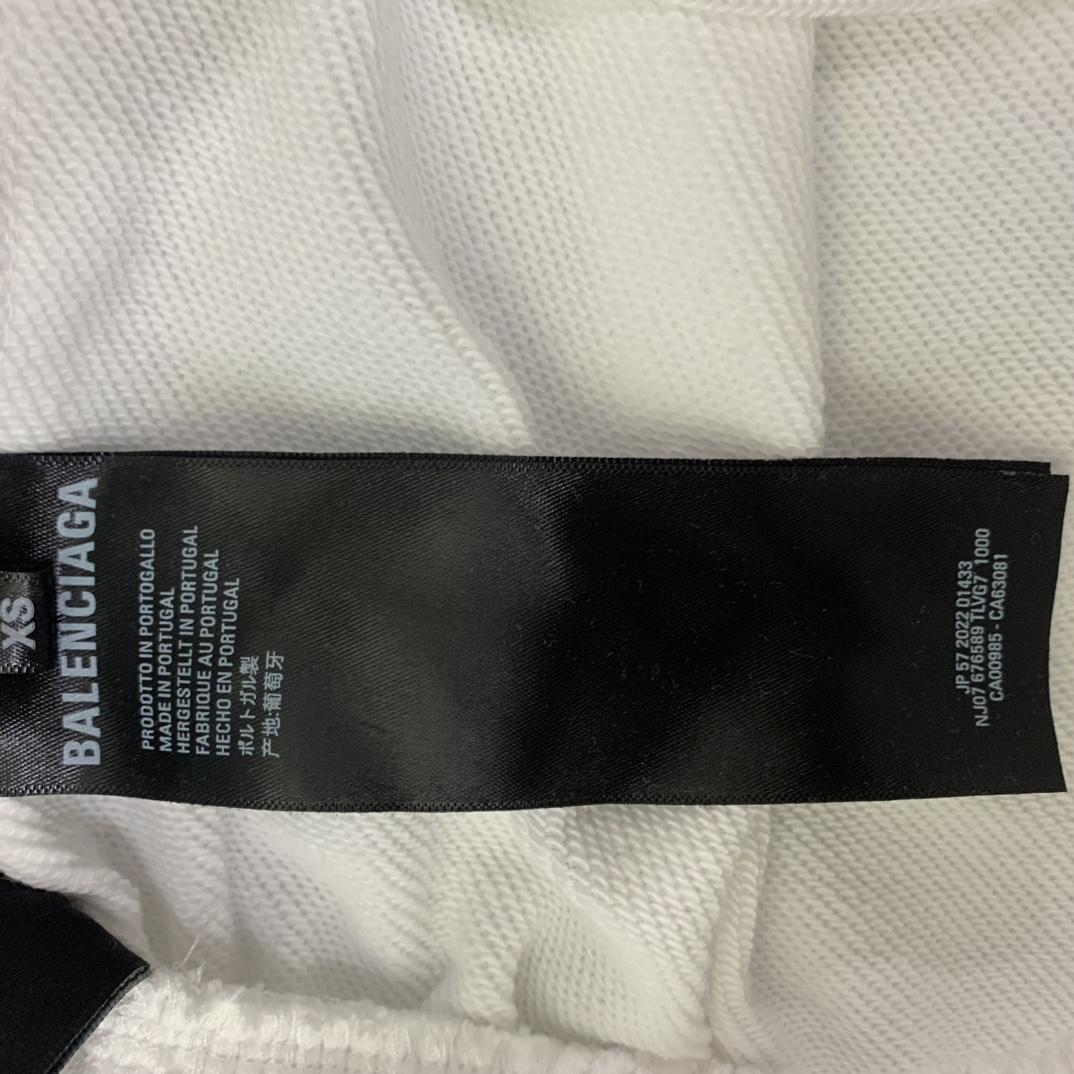 XS
BALENCIAGA
PRODOTTO IN PORTOGALLO
MADE IN PORTUGAL
HERGESTELLT IN PORTUGAL
FABRIQUE AU PORTUGAL
HECHO EN PORTUGAL
ポルトガル製
产地:葡萄牙
JP 57 2022 01433
NJ07 676589 TLVG7 1000
CA00985 - CA63081